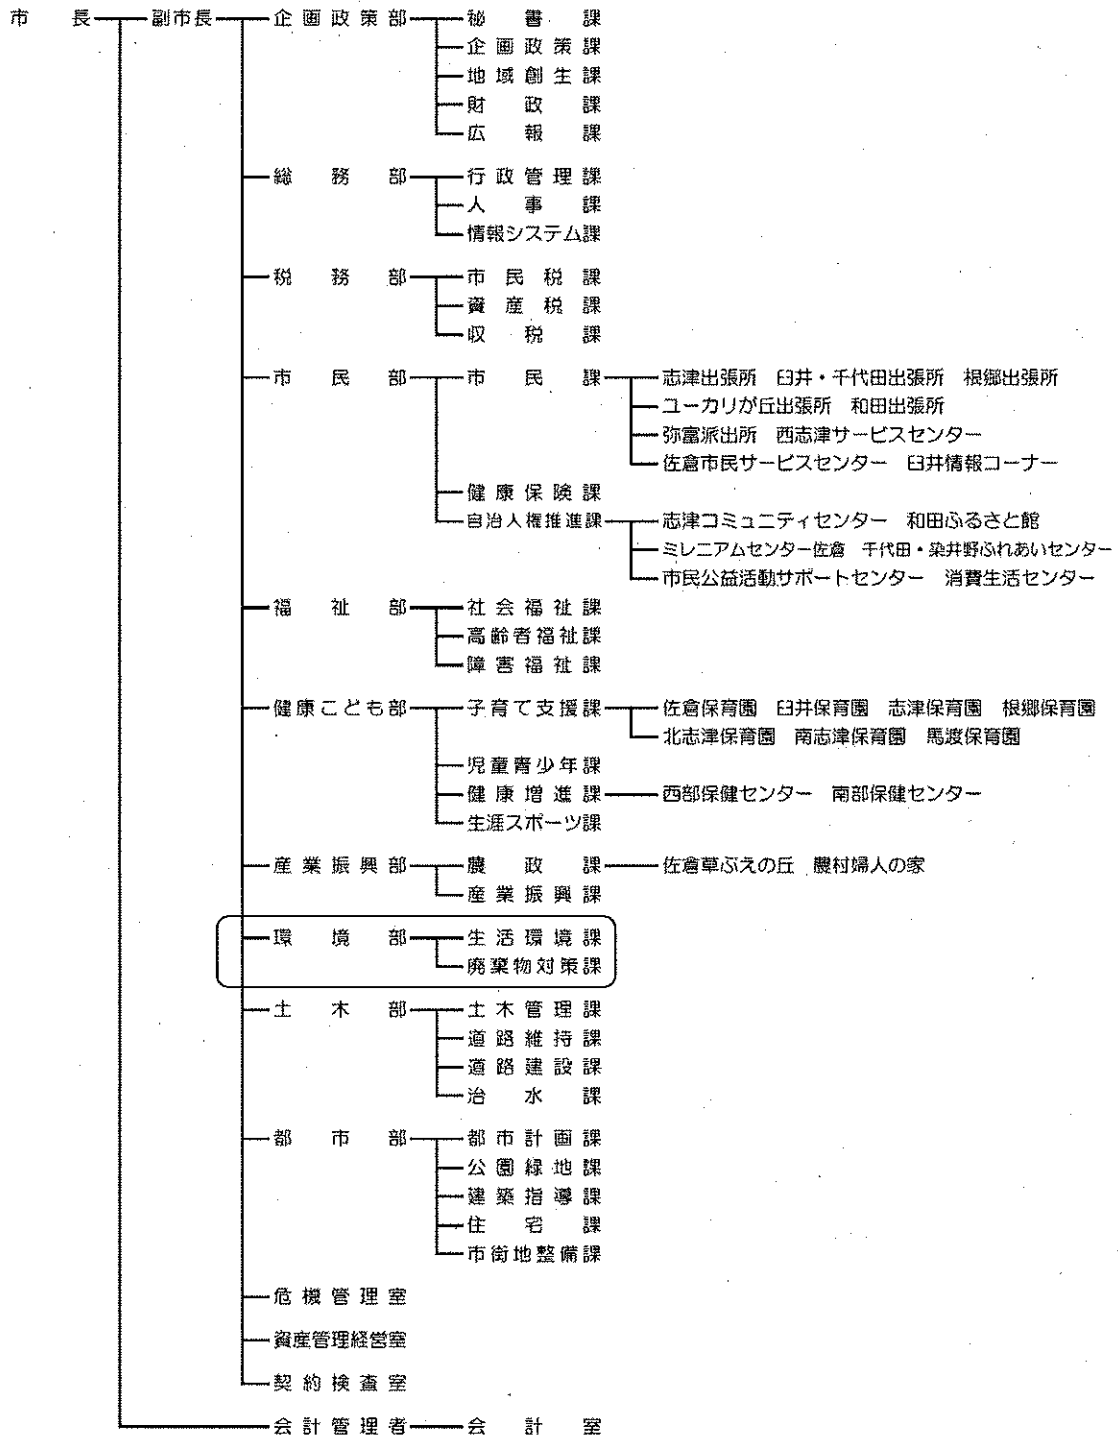 市長 副市長 企画政策部 秘書課
企画政策課
地域創生課
財政課
広報課
総務部 行政管理課
人事課
情報システム課
税務部 市民税課
資産税課
収税課
市民部 市民課 志津出張所 臼井・千代田出張所 根郷出張所
ユーカリが丘出張所 和田出張所
弥富派出所 西志津サービスセンター
佐倉市民サービスセンター 臼井情報コーナー
健康保険課
自治人権推進課 志津コミュニティセンター 和田ふるさと館
ミレニアムセンター佐倉 千代田・染井野ふれあいセンター
市民公益活動サポートセンター 消費生活センター
福祉部 社会福祉課
高齢者福祉課
障害福祉課
健康こども部 子育て支援課 佐倉保育園 臼井保育園 志津保育園 根郷保育園
北志津保育園 南志津保育園 馬渡保育園
児童青少年課
健康増進課 西部保健センター 南部保健センター
生涯スポーツ課
産業振興部 農政課 佐倉草ぶえの丘 農村婦人の家
産業振興課
環境部 生活環境課
廃棄物対策課
土木部 土木管理課
道路維持課
道路建設課
治水課
都市部 都市計画課
公園緑地課
建築指導課
住宅課
市街地整備課
危機管理室
資産管理経営室
契約検査室
会計管理者 会計室